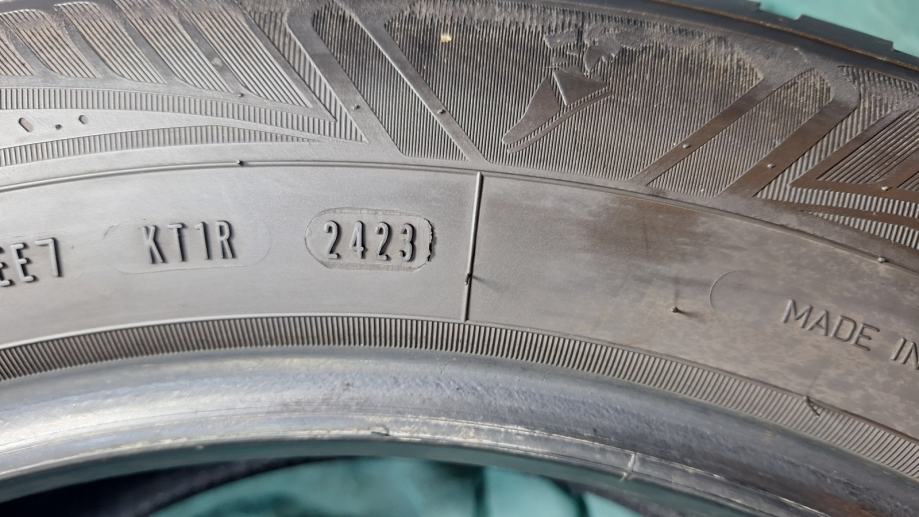 EE7 KT1R 2423
MADE IN